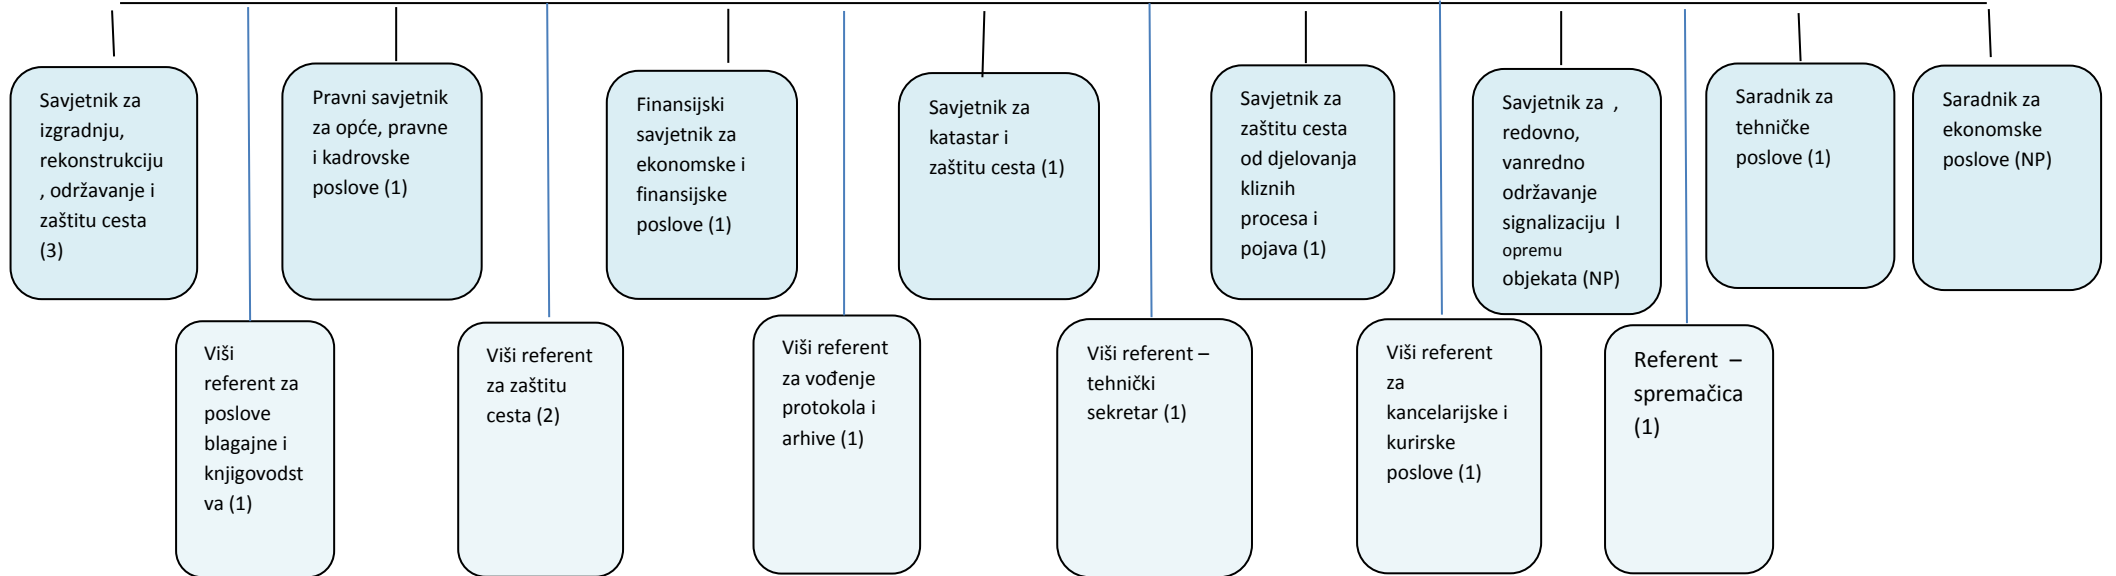 Savjetnik za
izgradnju,
rekonstrukciju
, održavanje i
zaštitu cesta
(3)
Pravni savjetnik
za opće, pravne
i kadrovske
poslove (1)
Finansijski
savjetnik za
ekonomske i
finansijske
poslove (1)
Savjetnik za
katastar i
zaštitu cesta (1)
Savjetnik za
zaštitu cesta
od djelovanja
kliznih
procesa i
pojava (1)
Savjetnik za ,
redovno,
vanredno
održavanje
signalizaciju I
opremu
objekata (NP)
Saradnik za
tehničke
poslove (1)
Saradnik za
ekonomske
poslove (NP)
Viši
referent za
poslove
blagajne i
knjigovodst
va (1)
Viši referent
za zaštitu
cesta (2)
Viši referent
za vođenje
protokola i
arhive (1)
Viši referent –
tehnički
sekretar (1)
Viši referent
za
kancelarijske i
kurirske
poslove (1)
Referent –
spremačica
(1)